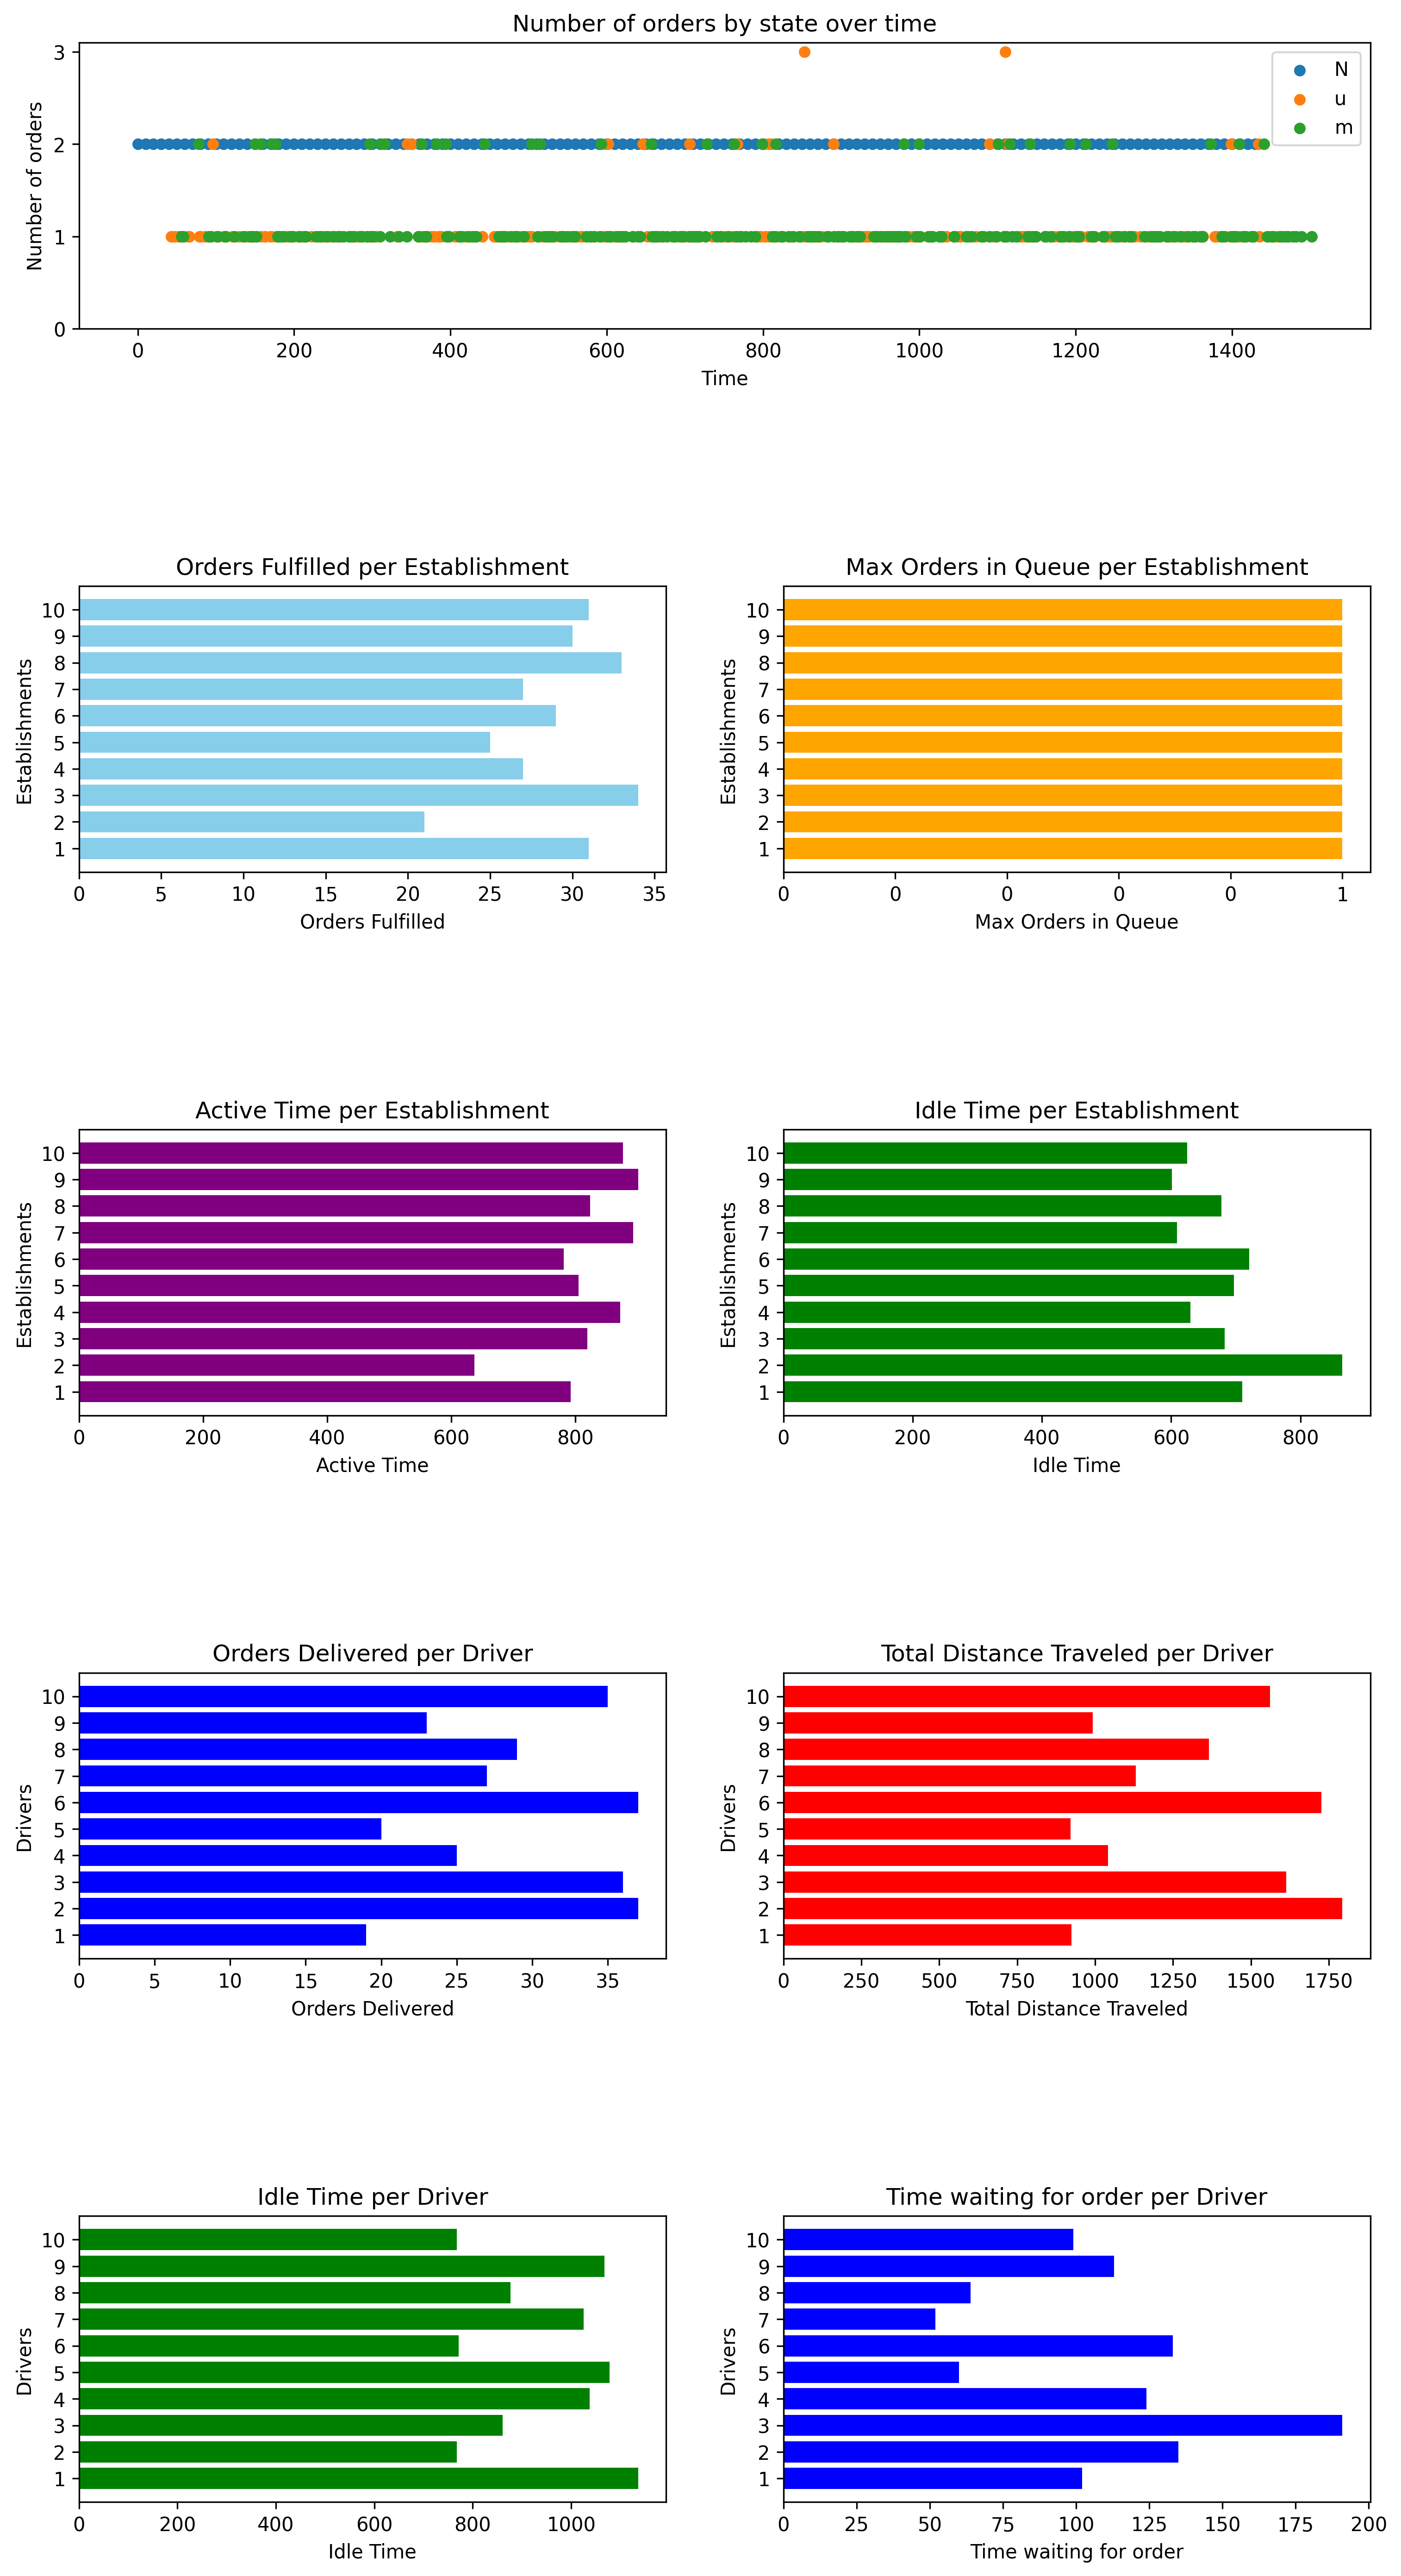 Number of orders by state over time
Number of orders
3
2
1
0
N
u
m
0 200 400 600 800 1000 1200 1400
Time
Orders Fulfilled per Establishment
Establishments
10
9
8
7
6
5
4
3
2
1
0 5 10 15 20 25 30 35
Orders Fulfilled
Max Orders in Queue per Establishment
Establishments
10
9
8
7
6
5
4
3
2
1
0 0 0 0 0 1
Max Orders in Queue
Active Time per Establishment
Establishments
10
9
8
7
6
5
4
3
2
1
0 200 400 600 800
Active Time
Idle Time per Establishment
Establishments
10
9
8
7
6
5
4
3
2
1
0 200 400 600 800
Idle Time
Orders Delivered per Driver
Drivers
10
9
8
7
6
5
4
3
2
1
0 5 10 15 20 25 30 35
Orders Delivered
Total Distance Traveled per Driver
Drivers
10
9
8
7
6
5
4
3
2
1
0 250 500 750 1000 1250 1500 1750
Total Distance Traveled
Idle Time per Driver
Drivers
10
9
8
7
6
5
4
3
2
1
0 200 400 600 800 1000
Idle Time
Time waiting for order per Driver
Drivers
10
9
8
7
6
5
4
3
2
1
0 25 50 75 100 125 150 175 200
Time waiting for order